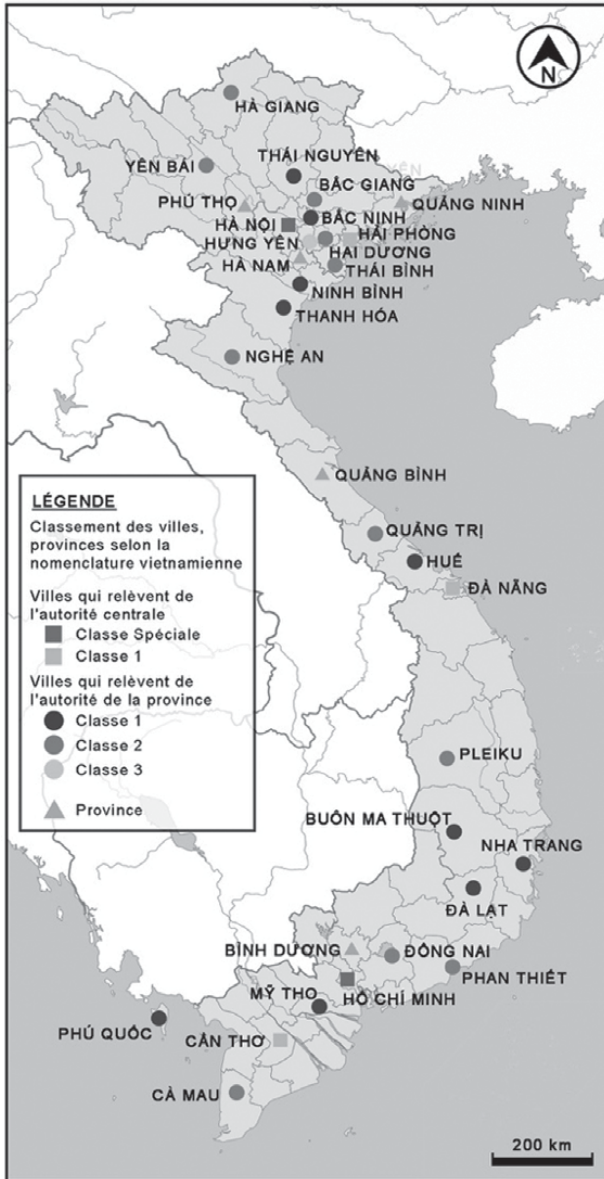 N
HÀ GIANG
YÊN BÁI
THÁI NGUYÊN
BẮC GIANG
PHÚ THỌ
QUẢNG NINH
BẮC NINH
HÀ NỘI
HẢI PHÒNG
HƯNG YÊN
HẢI DƯƠNG
HÀ NAM
THÁI BÌNH
NINH BÌNH
THANH HÓA
NGHỆ AN
QUẢNG BÌNH
LÉGENDE
Classement des villes,
provinces selon la
nomenclature vietnamienne
Villes qui relèvent de
l'autorité centrale
Classe Spéciale
Classe 1
Villes qui relèvent de
l'autorité de la province
Classe 1
Classe 2
Classe 3
Province
QUẢNG TRỊ
HUẾ
ĐÀ NẴNG
PLEIKU
BUÔN MA THUỘT
NHA TRANG
ĐÀ LẠT
BÌNH DƯƠNG
ĐỒNG NAI
PHAN THIẾT
MỸ THO
HỒ CHÍ MINH
PHÚ QUỐC
CẦN THƠ
CÀ MAU
200 km